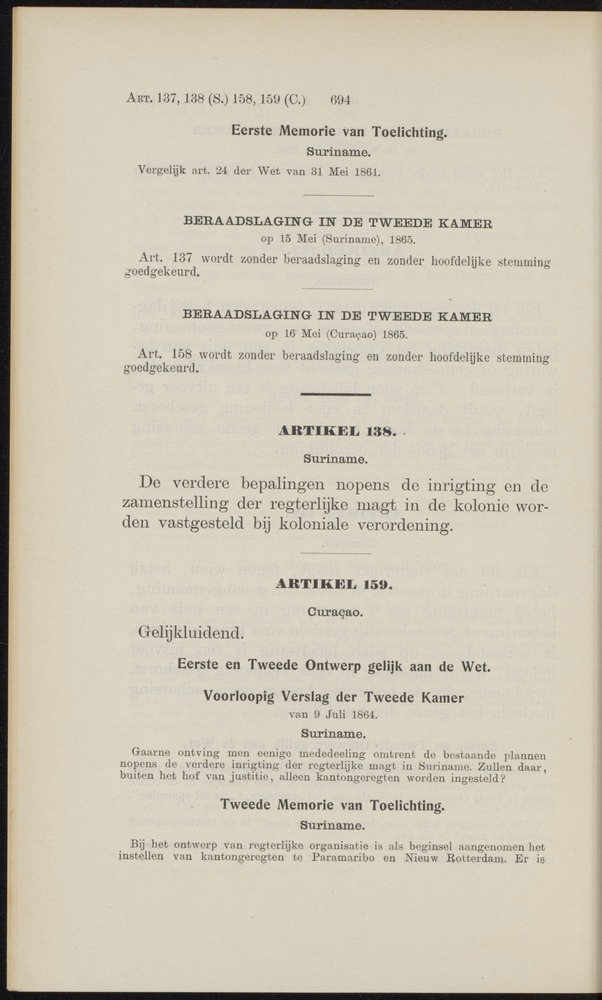 ART. 137, 138 (S.) 158, 159 (C.) 694
Eerste Memorie van Toelichting.
Suriname.
Vergelijk art. 24 der Wet van 31 Mei 1861.
BERAADSLAGING IN DE TWEEDE KAMER
op 15 Mei (Suriname), 1865.
Art. 137 wordt zonder beraadslaging en zonder hoofdelijke stemming
goedgekeurd.
BERAADSLAGING IN DE TWEEDE KAMER
op 16 Mei (Curaçao) 1865.
Art. 158 wordt zonder beraadslaging en zonder hoofdelijke stemming
goedgekeurd.
ARTIKEL 138.
Suriname.
De verdere bepalingen nopens de inrigting en de
zamenstelling der regterlijke magt in de kolonie wor-
den vastgesteld bij koloniale verordening.
ARTIKEL 159.
Curaçao.
Gelijkluidend.
Eerste en Tweede Ontwerp gelijk aan de Wet.
Voorloopig Verslag der Tweede Kamer
van 9 Juli 1864.
Suriname.
Gaarne ontving men eenige mededeeling omtrent de bestaande plannen
nopens de verdere inrigting der regterlijke magt in Suriname. Zullen daar,
buiten het hof van justitie, alleen kantongeregten worden ingesteld?
Tweede Memorie van Toelichting.
Suriname.
Bij het ontwerp van regterlijke organisatie is als beginsel aangenomen het
instellen van kantongeregten te Paramaribo en Nieuw Rotterdam. Er is